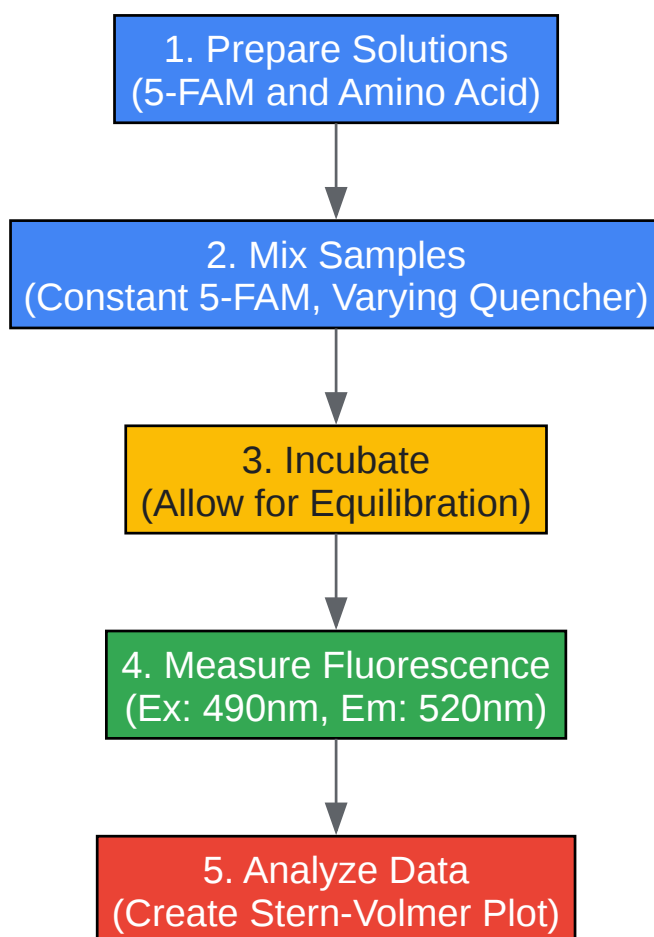 1. Prepare Solutions
(5-FAM and Amino Acid)
2. Mix Samples
(Constant 5-FAM, Varying Quencher)
3. Incubate
(Allow for Equilibration)
4. Measure Fluorescence
(Ex: 490nm, Em: 520nm)
5. Analyze Data
(Create Stern-Volmer Plot)